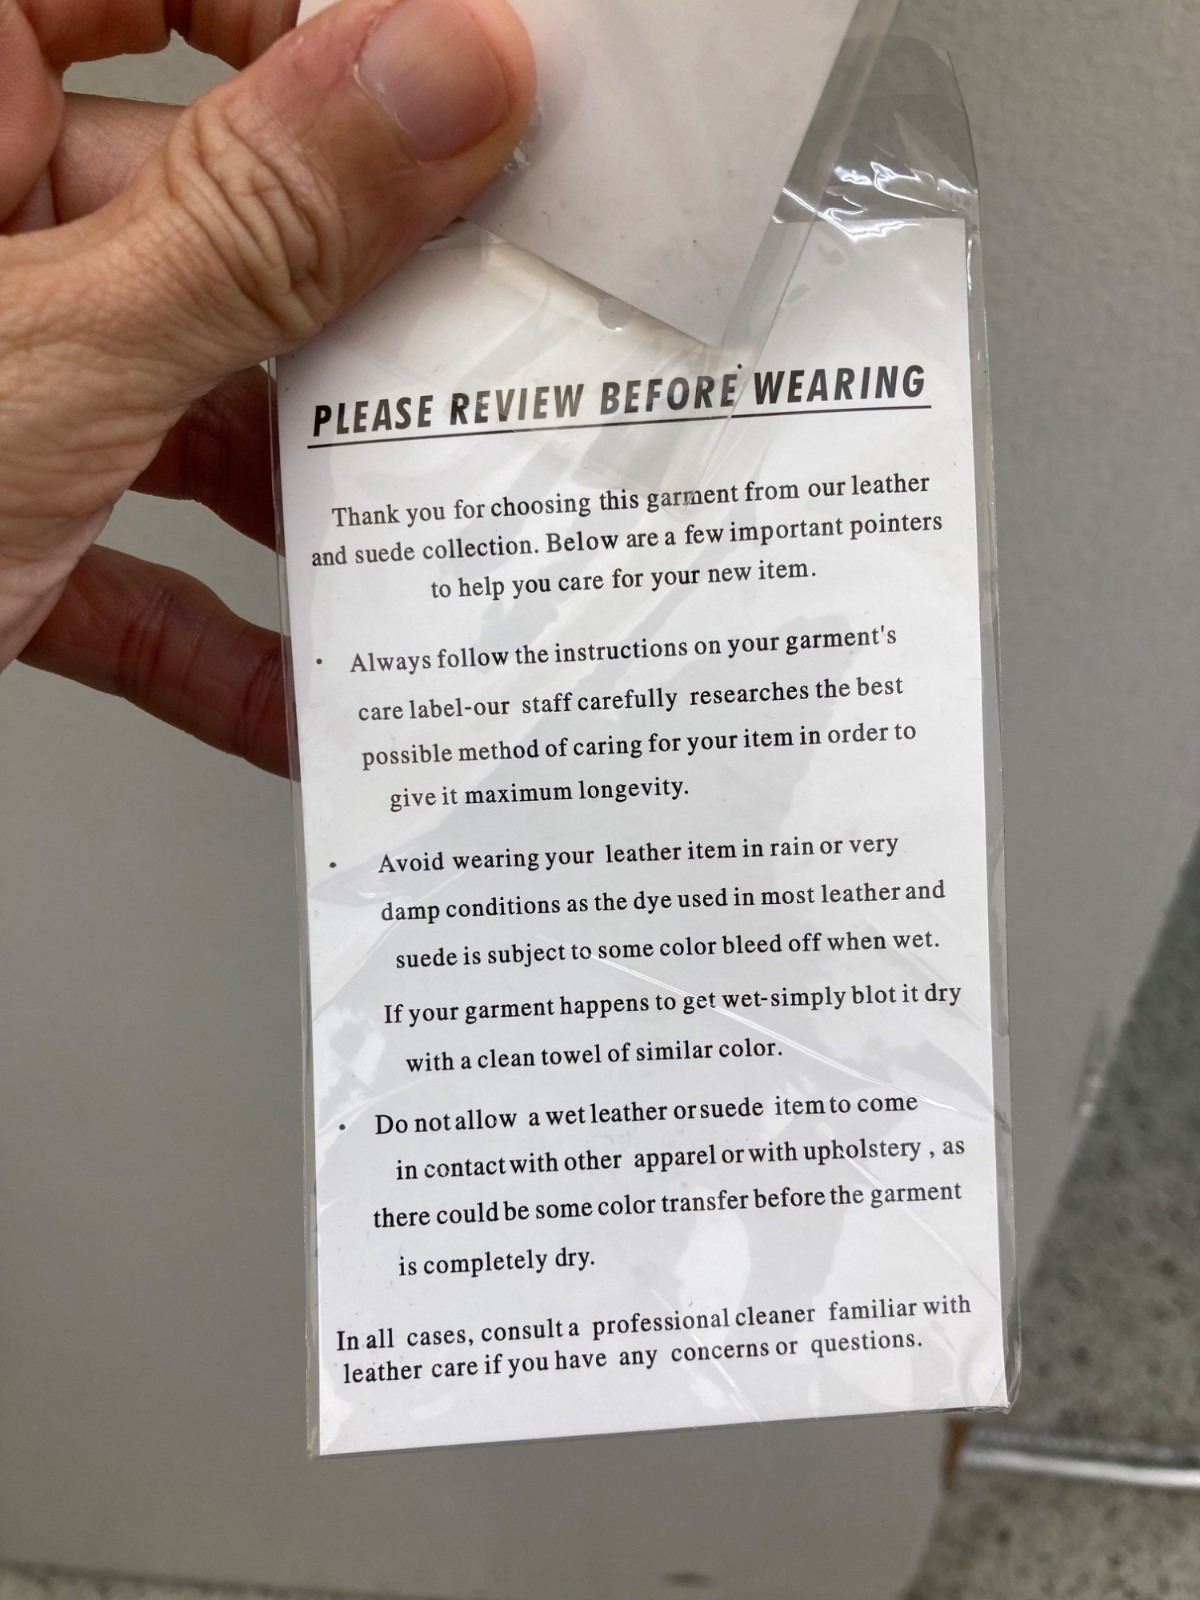 PLEASE REVIEW BEFORE WEARING
Thank you for choosing this garment from our leather
and suede collection. Below are a few important pointers
to help you care for your new item.
· Always follow the instructions on your garment's
care label-our staff carefully researches the best
possible method of caring for your item in order to
give it maximum longevity.
· Avoid wearing your leather item in rain or very
damp conditions as the dye used in most leather and
suede is subject to some color bleed off when wet.
If your garment happens to get wet-simply blot it dry
with a clean towel of similar color.
· Do not allow a wet leather or suede item to come
in contact with other apparel or with upholstery , as
there could be some color transfer before the garment
is completely dry.
In all cases, consult a professional cleaner familiar with
leather care if you have any concerns or questions.